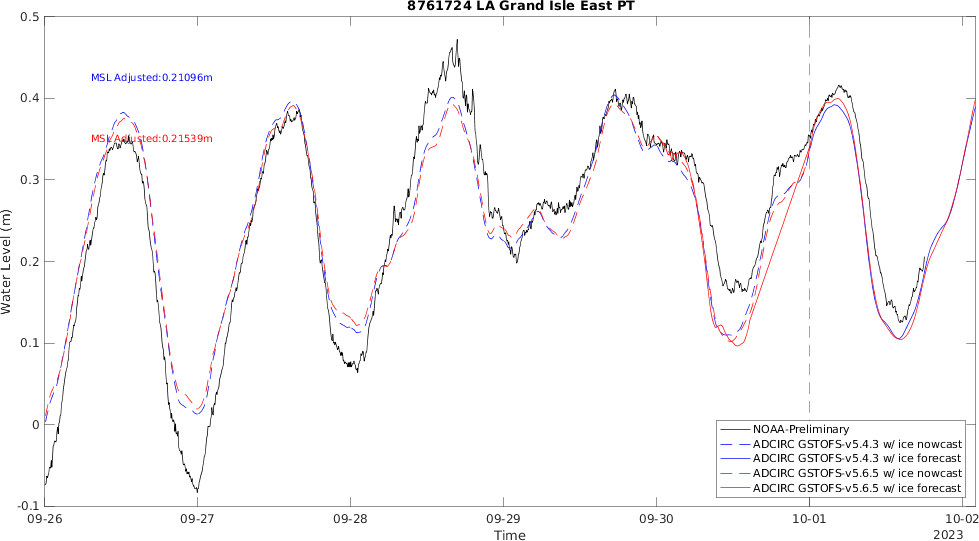 8761724 LA Grand Isle East PT
0.5
0.4
0.3
0.2
0.1
0
-0.1
Water Level (m)
MSL Adjusted:0.21096m
MSL Adjusted:0.21539m
NOAA-Preliminary
ADCIRC GSTOFS-v5.4.3 w/ ice nowcast
ADCIRC GSTOFS-v5.4.3 w/ ice forecast
ADCIRC GSTOFS-v5.6.5 w/ ice nowcast
ADCIRC GSTOFS-v5.6.5 w/ ice forecast
09-26 09-27 09-28 09-29 09-30 10-01 10-02
Time
2023